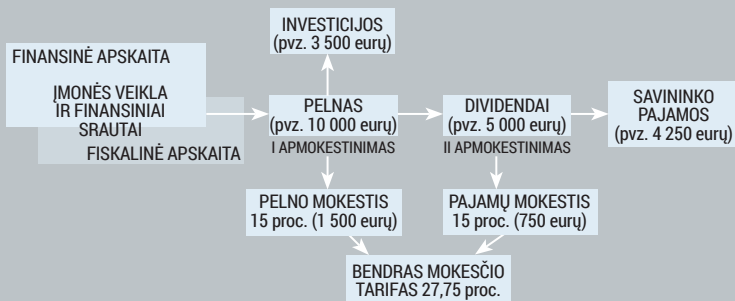 INVESTICIJOS
(pvz. 3 500 eurų)
FINANSINĖ APSKAITA
ĮMONĖS VEIKLA
IR FINANSINIAI
SRAUTAI
FISKALINĖ APSKAITA
PELNAS
(pvz. 10 000 eurų)
I APMOKESTINIMAS
DIVIDENDAI
(pvz. 5 000 eurų)
II APMOKESTINIMAS
SAVININKO
PAJAMOS
(pvz. 4 250 eurų)
PELNO MOKESTIS
15 proc. (1 500 eurų)
PAJAMŲ MOKESTIS
15 proc. (750 eurų)
BENDRAS MOKESČIO
TARIFAS 27,75 proc.